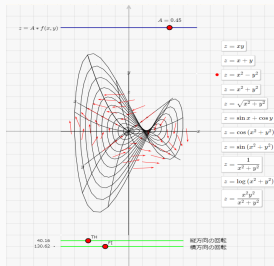 A = 0.45
z = A * f(x, y)
z = xy
z = x + y
z = x² − y²
z = x² + y²
z = √(x² + y²)
z = sin x + cos y
z = cos (x² + y²)
z = sin (x² + y²)
z = 1/(x² + y²)
z = log (x² + y²)
z = x²y²/(x² + y²)
TH
40.16
縦方向の回転
130.62
横方向の回転